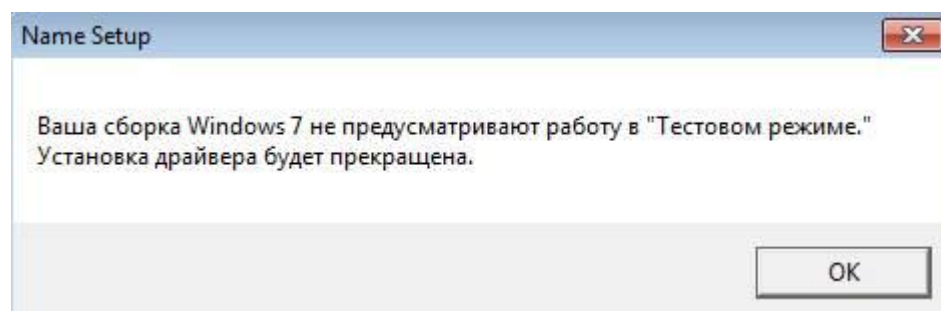 Name Setup
Ваша сборка Windows 7 не предусматривают работу в "Тестовом режиме."
Установка драйвера будет прекращена.
OK